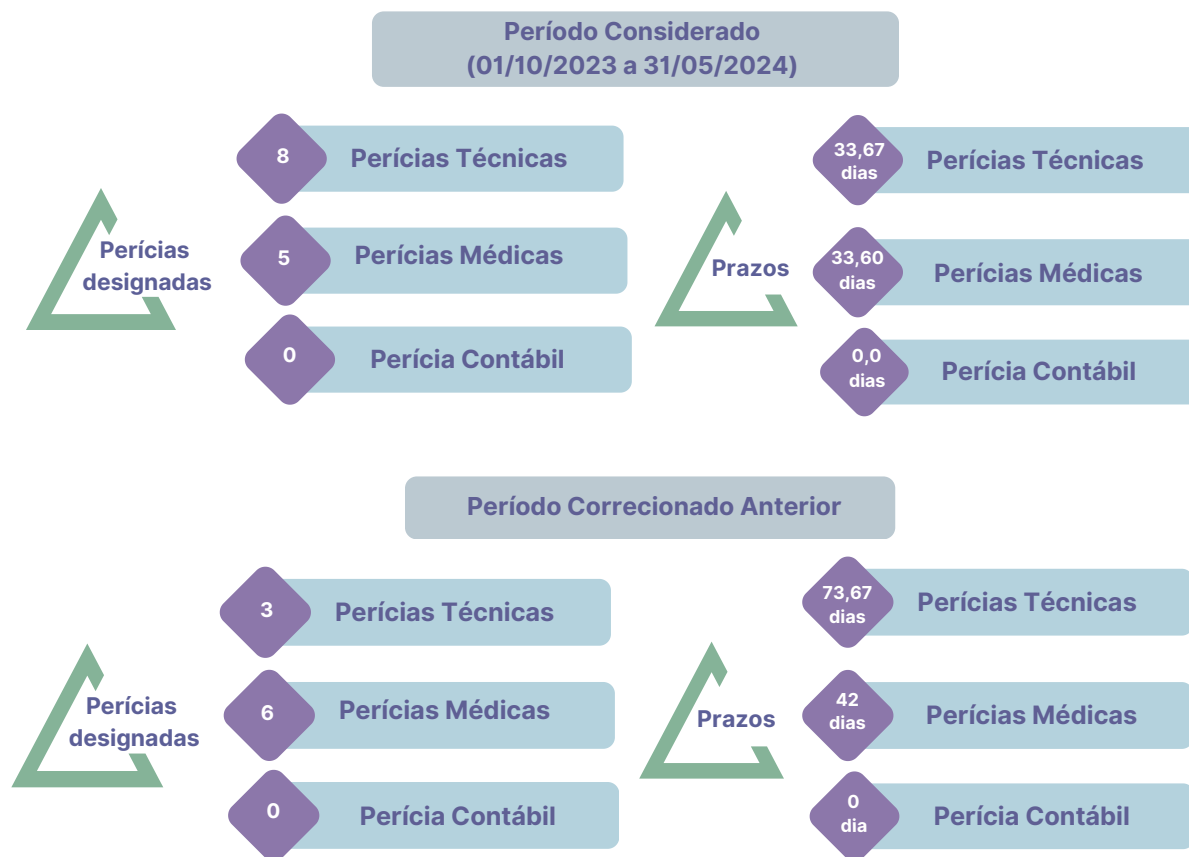 Período Considerado
(01/10/2023 a 31/05/2024)
Perícias
designadas
8
Perícias Técnicas
5
Perícias Médicas
0
Perícia Contábil
Prazos
33,67
dias
Perícias Técnicas
33,60
dias
Perícias Médicas
0,0
dias
Perícia Contábil
Período Correcionado Anterior
Perícias
designadas
3
Perícias Técnicas
6
Perícias Médicas
0
Perícia Contábil
Prazos
73,67
dias
Perícias Técnicas
42
dias
Perícias Médicas
0
dia
Perícia Contábil